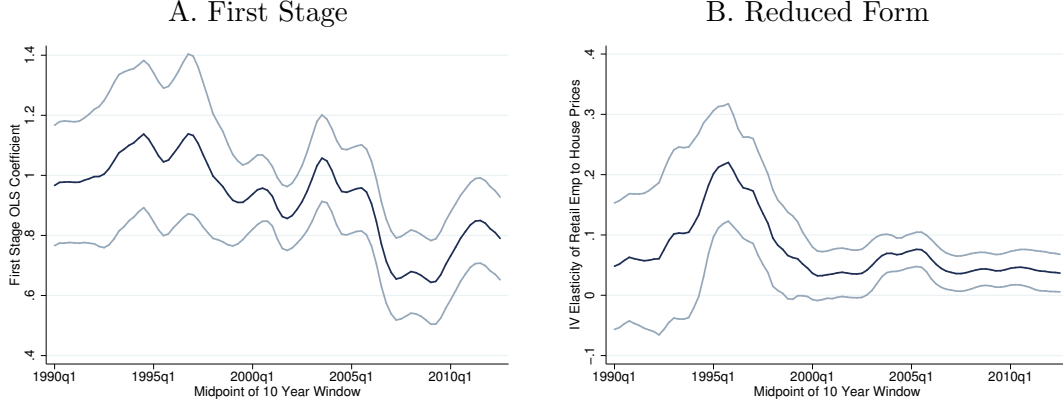 A. First Stage
First Stage OLS Coefficient
1.4
1.2
1
.8
.6
.4
1990q1 1995q1 2000q1 2005q1 2010q1
Midpoint of 10 Year Window
B. Reduced Form
IV Elasticity of Retail Emp to House Prices
.4
.3
.2
.1
0
-.1
1990q1 1995q1 2000q1 2005q1 2010q1
Midpoint of 10 Year Window